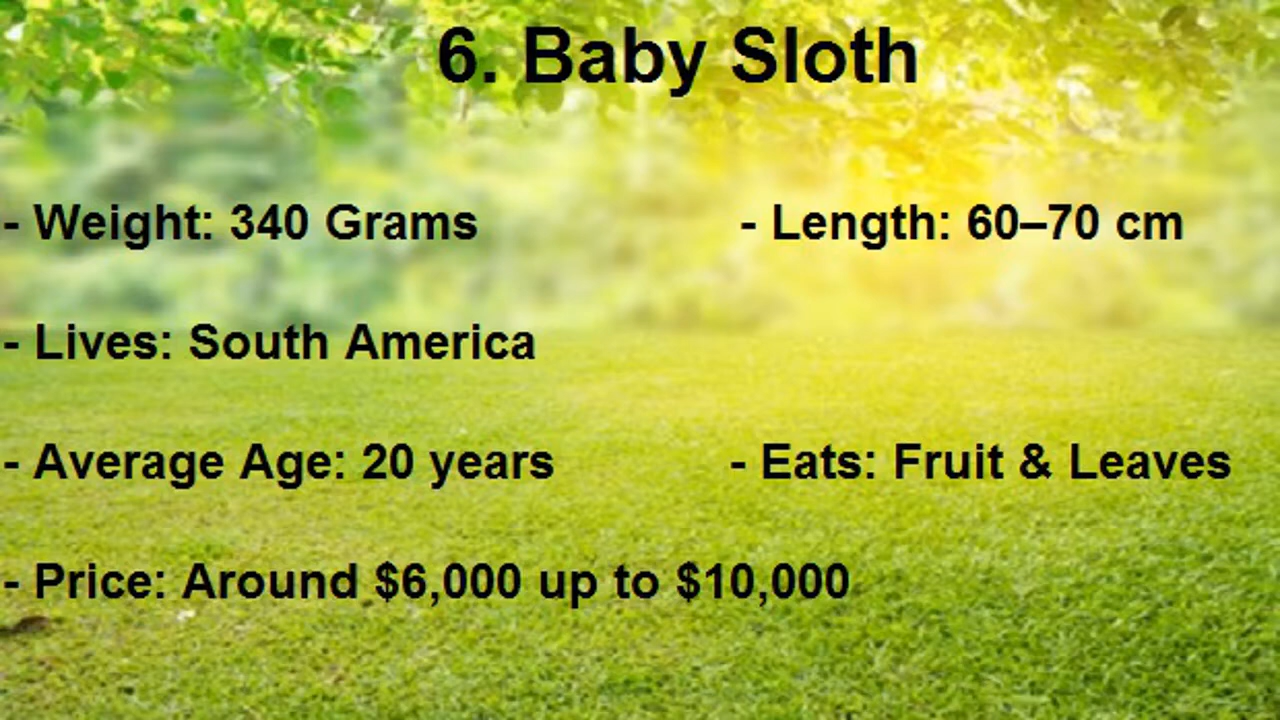 6. Baby Sloth
- Weight: 340 Grams - Length: 60–70 cm
- Lives: South America
- Average Age: 20 years - Eats: Fruit & Leaves
- Price: Around $6,000 up to $10,000